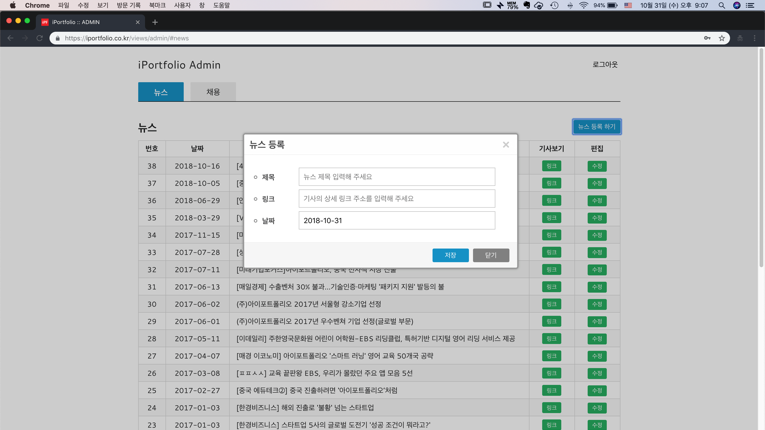 Chrome 파일 수정 보기 방문 기록 북마크 사용자 창 도움말
94% 10월 31일 (수) 오후 9:07
iPortfolio :: ADMIN
https://iportfolio.co.kr/views/admin/#news
iPortfolio Admin
로그아웃
뉴스 채용
뉴스
뉴스 등록 하기
번호 날짜 기사보기 편집
뉴스 등록 ×
제목 뉴스 제목 입력해 주세요
링크 기사의 상세 링크 주소를 입력해 주세요
날짜 2018-10-31
저장 닫기
38 2018-10-16 링크 수정
37 2018-10-05 링크 수정
36 2018-06-29 링크 수정
35 2018-03-29 링크 수정
34 2017-11-15 링크 수정
33 2017-07-28 링크 수정
32 2017-07-11 링크 수정
31 2017-06-13 [매일경제] 수출벤처 30% 불과...기술인증·마케팅 '패키지 지원' 발등의 불 링크 수정
30 2017-06-02 (주)아이포트폴리오 2017년 서울형 강소기업 선정 링크 수정
29 2017-06-01 (주)아이포트폴리오 2017년 우수벤처 기업 선정(글로벌 부문) 링크 수정
28 2017-05-11 [이데일리] 주한영국문화원 어린이 어학원-EBS 리딩클럽, 특허기반 디지털 영어 리딩 서비스 제공 링크 수정
27 2017-04-07 [매경 이코노미] 아이포트폴리오 '스마트 러닝' 영어 교육 50개국 공략 링크 수정
26 2017-03-08 [ㅍㅍㅅㅅ] 교육 끝판왕 EBS, 우리가 몰랐던 주요 앱 모음 5선 링크 수정
25 2017-02-27 [중국 에듀테크②] 중국 진출하려면 '아이포트폴리오'처럼 링크 수정
24 2017-01-03 [한경비즈니스] 해외 진출로 '불황' 넘는 스타트업 링크 수정
23 2017-01-03 [한경비즈니스] 스타트업 5사의 글로벌 도전기 '성공 조건이 뭐라고?' 링크 수정